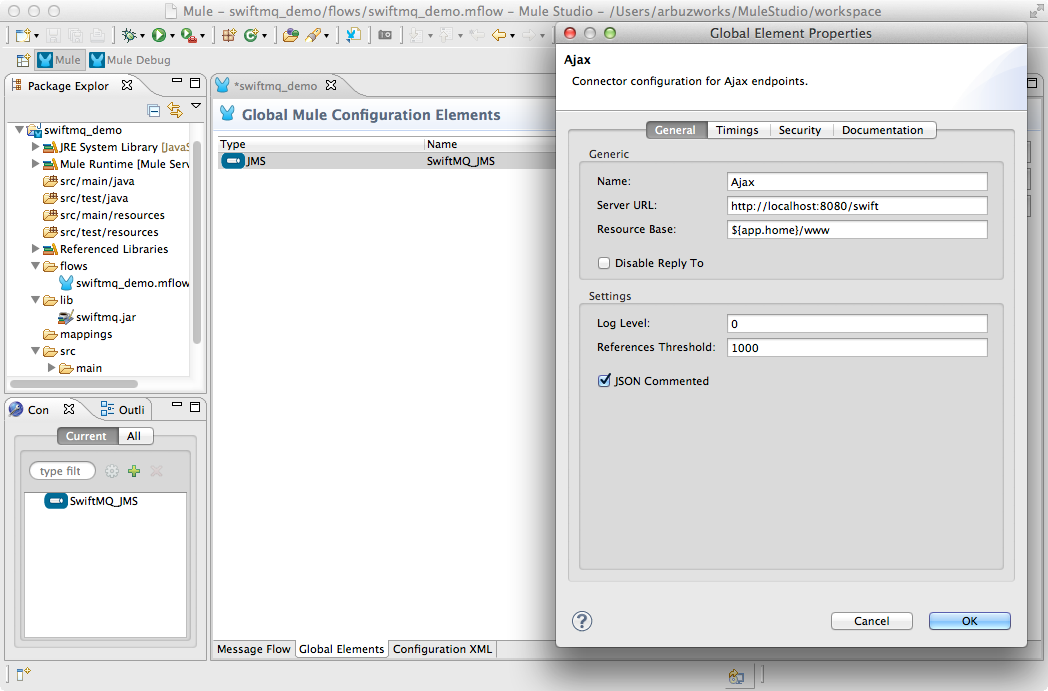 Mule – swiftmq_demo/flows/swiftmq_demo.mflow – Mule Studio – /Users/arbuzworks/MuleStudio/workspace
Mule
Mule Debug
Package Explor
swiftmq_demo
JRE System Library [JavaS
Mule Runtime [Mule Serv
src/main/java
src/test/java
src/main/resources
src/test/resources
Referenced Libraries
flows
swiftmq_demo.mflow
lib
swiftmq.jar
mappings
src
main
Con
Outli
Current
All
type filt
SwiftMQ_JMS
*swiftmq_demo
Global Mule Configuration Elements
Type Name
JMS SwiftMQ_JMS
Message Flow Global Elements Configuration XML
Global Element Properties
Ajax
Connector configuration for Ajax endpoints.
General Timings Security Documentation
Generic
Name: Ajax
Server URL: http://localhost:8080/swift
Resource Base: ${app.home}/www
Disable Reply To
Settings
Log Level: 0
References Threshold: 1000
JSON Commented
?
Cancel OK